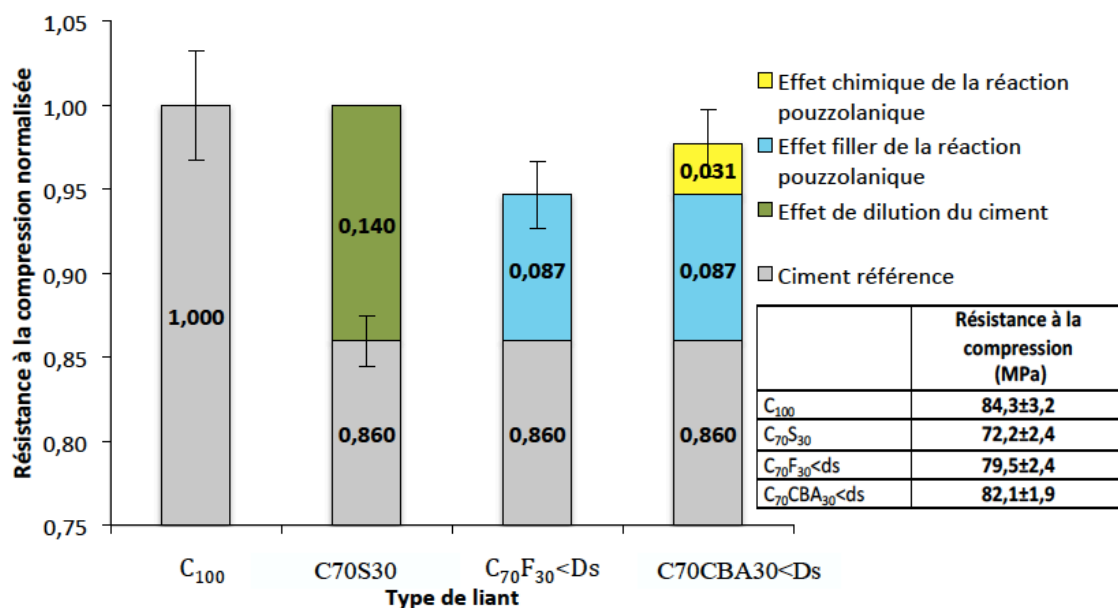 Résistance à la compression normalisée
1,05
1,00
0,95
0,90
0,85
0,80
0,75
1,000
0,140
0,860
0,087
0,860
0,031
0,087
0,860
C₁₀₀
C70S30
C₇₀F₃₀<Ds
C70CBA30<Ds
Type de liant
Effet chimique de la réaction
pouzzolanique
Effet filler de la réaction
pouzzolanique
Effet de dilution du ciment
Ciment référence
Résistance à la
compression
(MPa)
C₁₀₀ 84,3±3,2
C₇₀S₃₀ 72,2±2,4
C₇₀F₃₀<ds 79,5±2,4
C₇₀CBA₃₀<ds 82,1±1,9